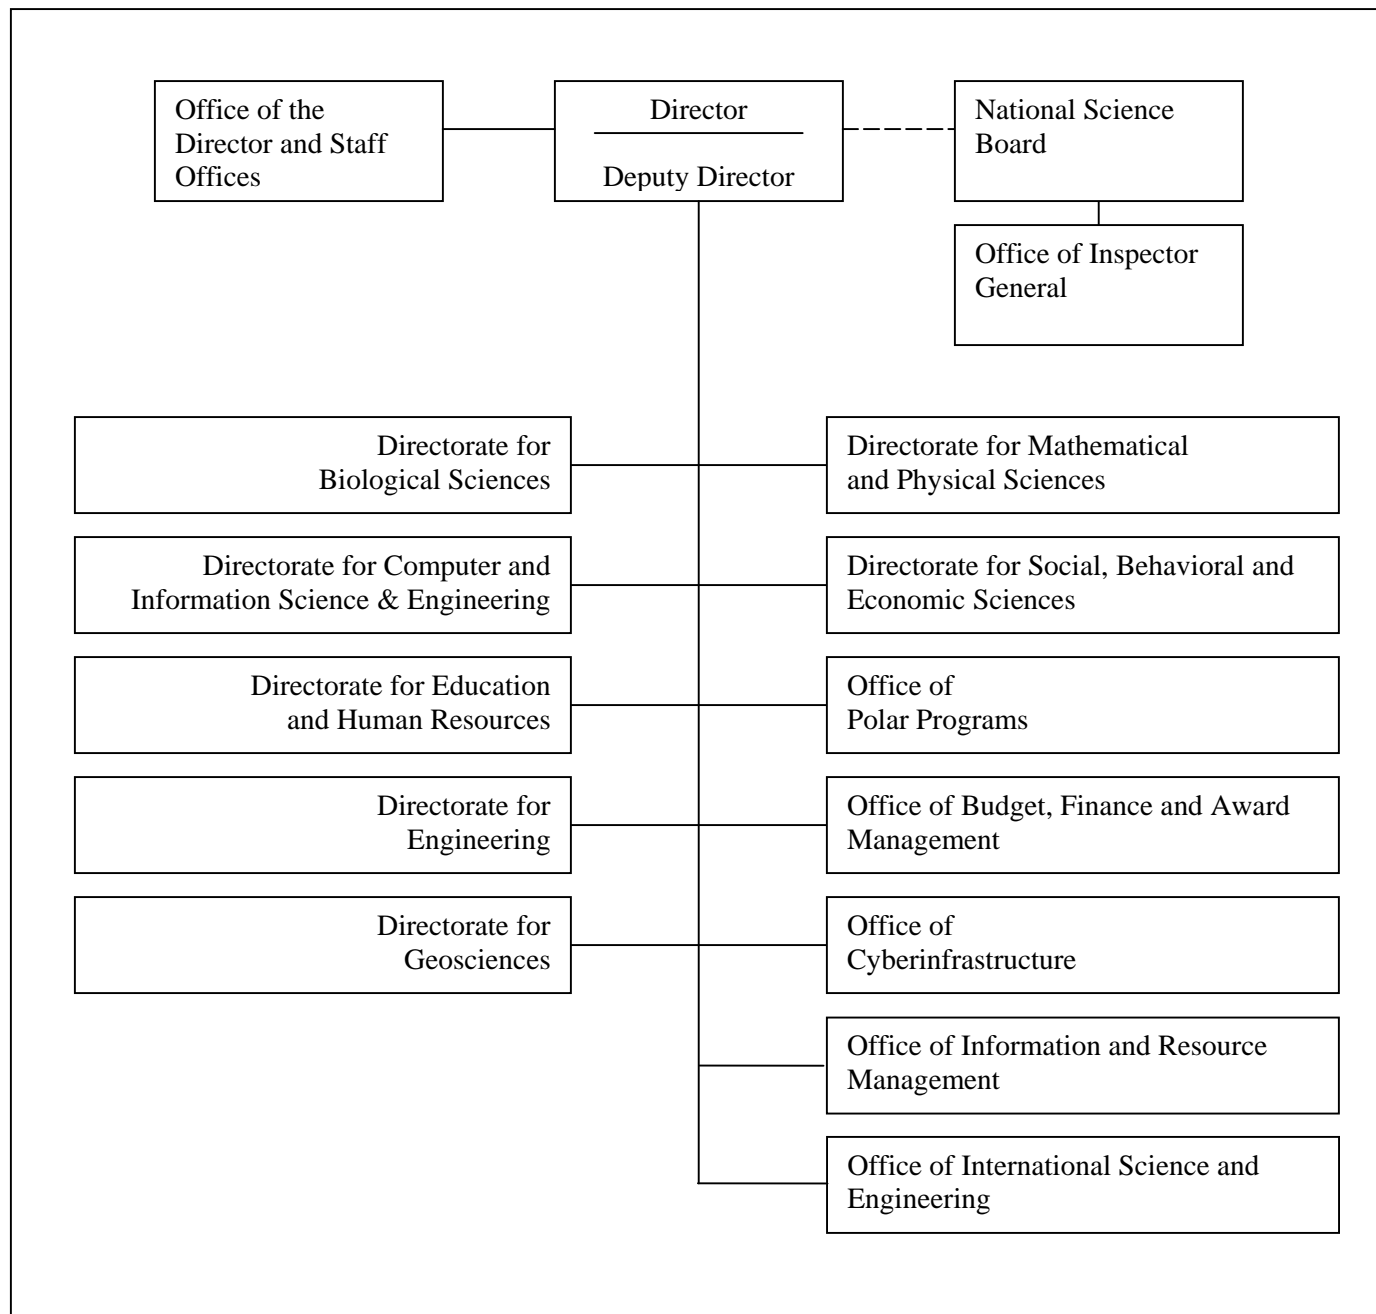 Office of the
Director and Staff
Offices
Director
Deputy Director
National Science
Board
Office of Inspector
General
Directorate for
Biological Sciences
Directorate for Mathematical
and Physical Sciences
Directorate for Computer and
Information Science & Engineering
Directorate for Social, Behavioral and
Economic Sciences
Directorate for Education
and Human Resources
Office of
Polar Programs
Directorate for
Engineering
Office of Budget, Finance and Award
Management
Directorate for
Geosciences
Office of
Cyberinfrastructure
Office of Information and Resource
Management
Office of International Science and
Engineering